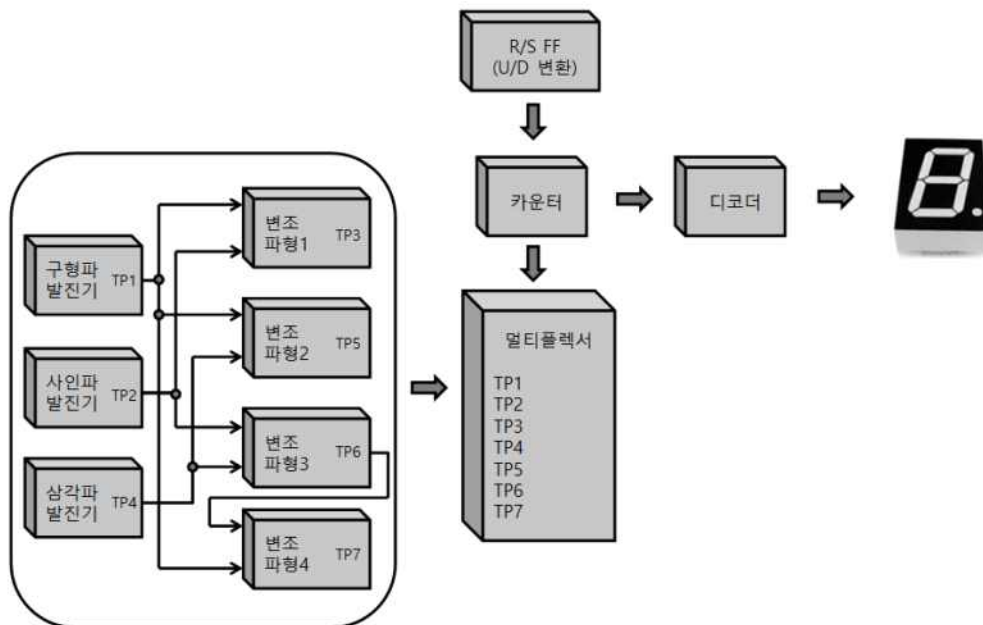 R/S FF
(U/D 변환)
카운터
디코더
구형파
발진기 TP1
사인파
발진기 TP2
삼각파
발진기 TP4
변조
파형1 TP3
변조
파형2 TP5
변조
파형3 TP6
변조
파형4 TP7
멀티플렉서
TP1
TP2
TP3
TP4
TP5
TP6
TP7